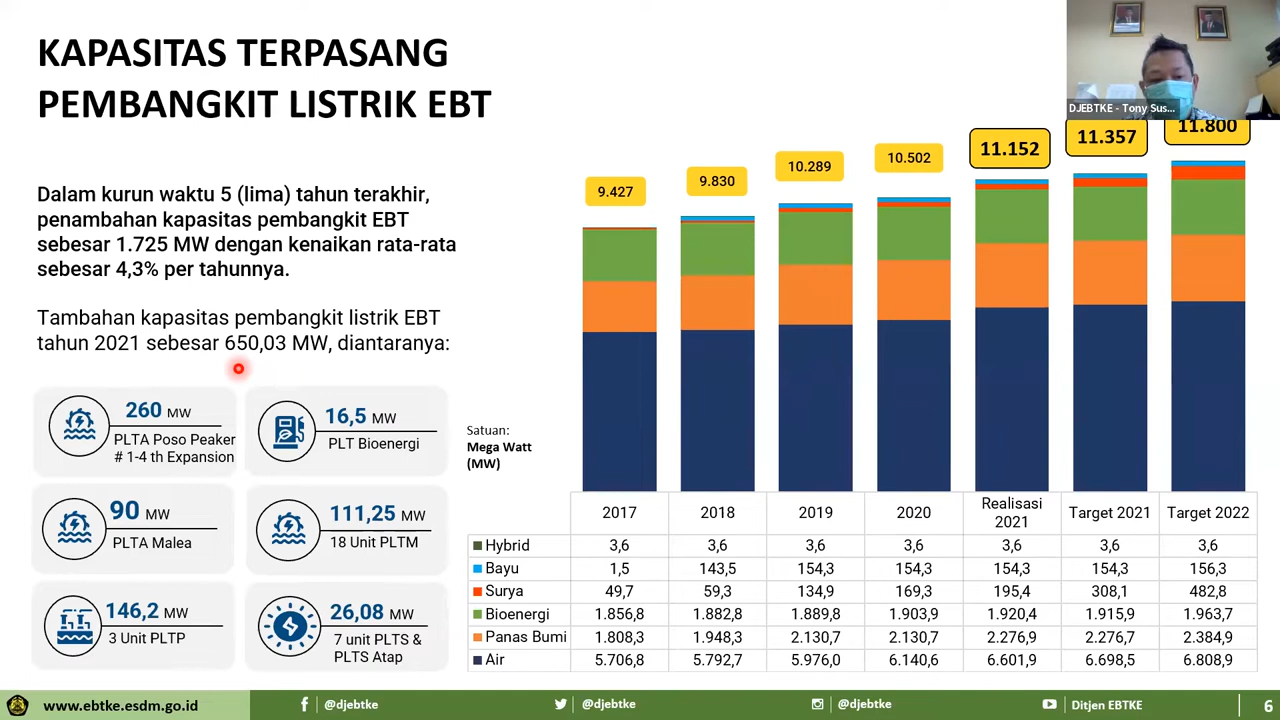 KAPASITAS TERPASANG
PEMBANGKIT LISTRIK EBT
DJEBTKE - Tony Sus...
Dalam kurun waktu 5 (lima) tahun terakhir,
penambahan kapasitas pembangkit EBT
sebesar 1.725 MW dengan kenaikan rata-rata
sebesar 4,3% per tahunnya.
Tambahan kapasitas pembangkit listrik EBT
tahun 2021 sebesar 650,03 MW, diantaranya:
260 MW
PLTA Poso Peaker
# 1-4 th Expansion
16,5 MW
PLT Bioenergi
90 MW
PLTA Malea
111,25 MW
18 Unit PLTM
146,2 MW
3 Unit PLTP
26,08 MW
7 unit PLTS &
PLTS Atap
9.427 9.830 10.289 10.502 11.152 11.357 11.800
Satuan:
Mega Watt
(MW)
2017 2018 2019 2020 Realisasi 2021 Target 2021 Target 2022
Hybrid 3,6 3,6 3,6 3,6 3,6 3,6 3,6
Bayu 1,5 143,5 154,3 154,3 154,3 154,3 156,3
Surya 49,7 59,3 134,9 169,3 195,4 308,1 482,8
Bioenergi 1.856,8 1.882,8 1.889,8 1.903,9 1.920,4 1.915,9 1.963,7
Panas Bumi 1.808,3 1.948,3 2.130,7 2.130,7 2.276,9 2.276,7 2.384,9
Air 5.706,8 5.792,7 5.976,0 6.140,6 6.601,9 6.698,5 6.808,9
www.ebtke.esdm.go.id
@djebtke
@djebtke
@djebtke
Ditjen EBTKE
6